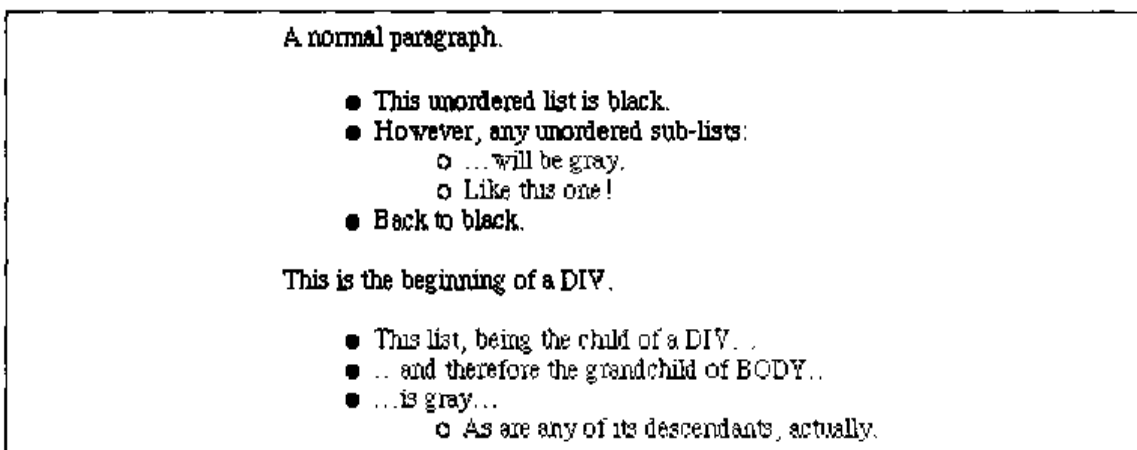 A normal paragraph.
● This unordered list is black.
● However, any unordered sub-lists:
o ...will be gray.
o Like this one!
● Back to black.
This is the beginning of a DIV.
● This list, being the child of a DIV...
● ... and therefore the grandchild of BODY...
● ...is gray...
o As are any of its descendants, actually.